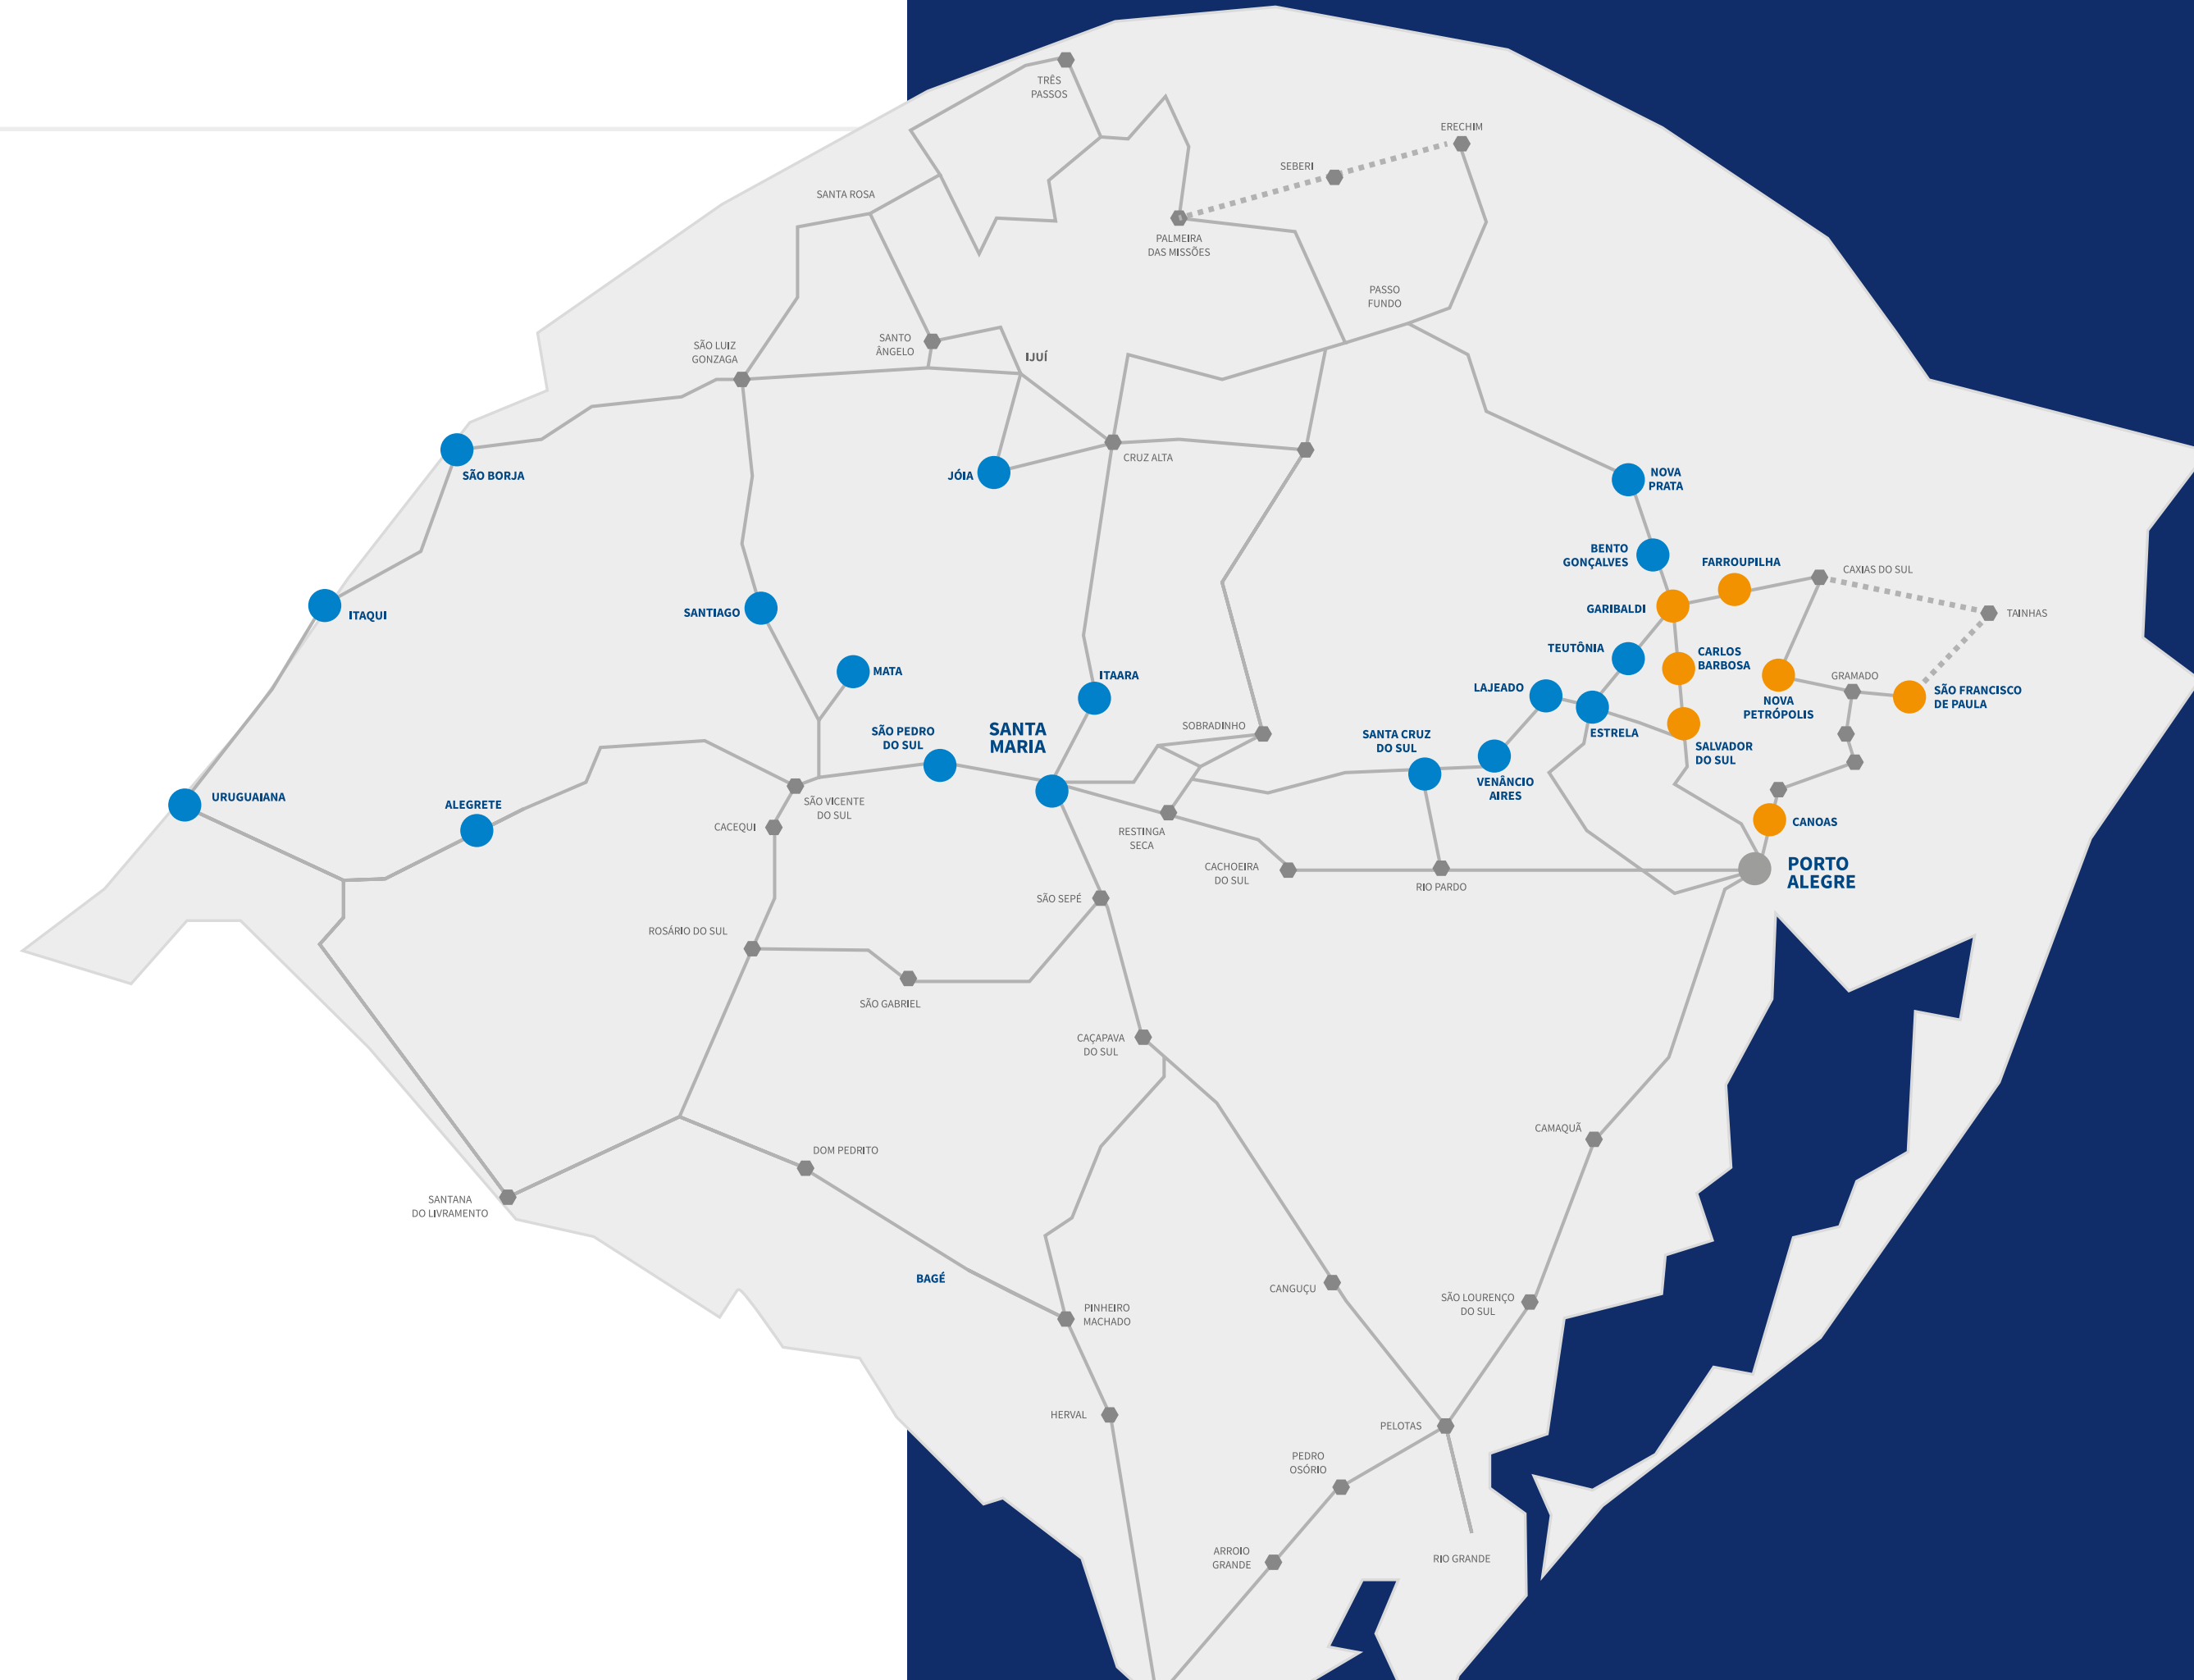 TRÊS
PASSOS
ERECHIM
SEBERI
SANTA ROSA
PALMEIRA
DAS MISSÕES
PASSO
FUNDO
SANTO
ÂNGELO
SÃO LUIZ
GONZAGA
IJUÍ
CRUZ ALTA
SÃO BORJA
JÓIA
NOVA
PRATA
BENTO
GONÇALVES
FARROUPILHA
CAXIAS DO SUL
GARIBALDI
TAINHAS
ITAQUI
SANTIAGO
TEUTÔNIA
CARLOS
BARBOSA
MATA
ITAARA
GRAMADO
LAJEADO
SÃO FRANCISCO
DE PAULA
NOVA
PETRÓPOLIS
SOBRADINHO
SANTA
MARIA
SÃO PEDRO
DO SUL
SANTA CRUZ
DO SUL
ESTRELA
SALVADOR
DO SUL
VENÂNCIO
AIRES
URUGUAIANA
ALEGRETE
SÃO VICENTE
DO SUL
CACEQUI
RESTINGA
SECA
CANOAS
CACHOEIRA
DO SUL
RIO PARDO
PORTO
ALEGRE
SÃO SEPÉ
ROSÁRIO DO SUL
SÃO GABRIEL
CAÇAPAVA
DO SUL
CAMAQUÃ
DOM PEDRITO
SANTANA
DO LIVRAMENTO
BAGÉ
CANGUÇU
SÃO LOURENÇO
DO SUL
PINHEIRO
MACHADO
HERVAL
PELOTAS
PEDRO
OSÓRIO
ARROIO
GRANDE
RIO GRANDE